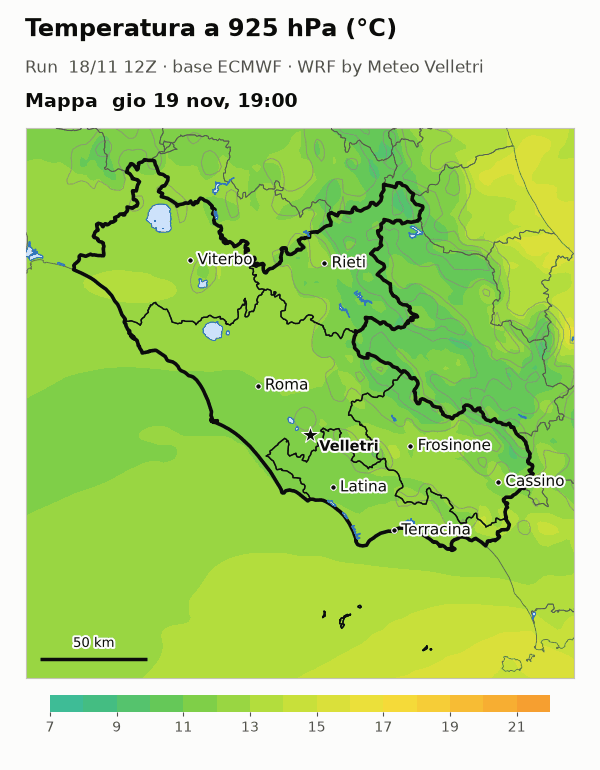 Temperatura a 925 hPa (°C)
Run  18/11 12Z · base ECMWF · WRF by Meteo Velletri
Mappa  gio 19 nov, 19:00
Viterbo
Rieti
Roma
Velletri
Frosinone
Latina
Cassino
Terracina
50 km
7 9 11 13 15 17 19 21